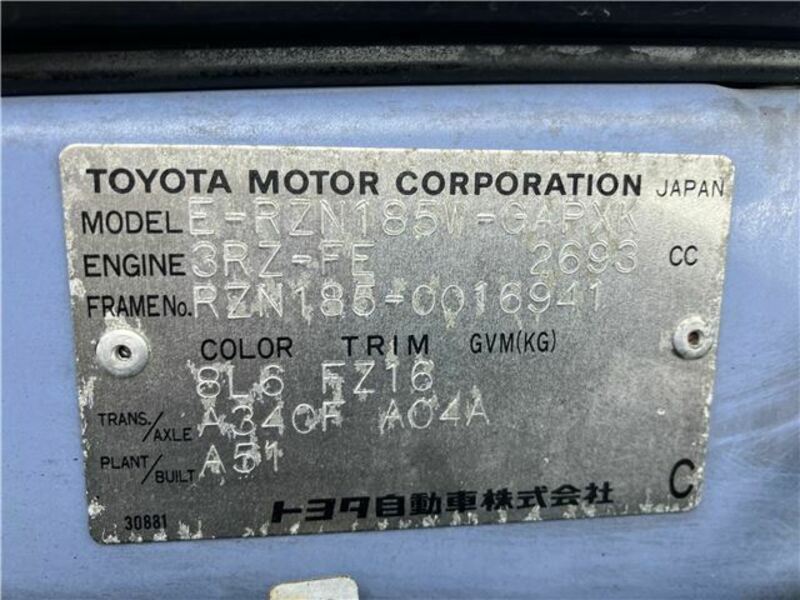 TOYOTA MOTOR CORPORATION JAPAN
MODEL E-RZN185W-GAPXK
ENGINE 3RZ-FE 2693 CC
FRAME No. RZN185-0016941
COLOR TRIM GVM(KG)
8L6 FZ16
TRANS./AXLE A340F A04A
PLANT/BUILT A51
C
30881 トヨタ自動車株式会社